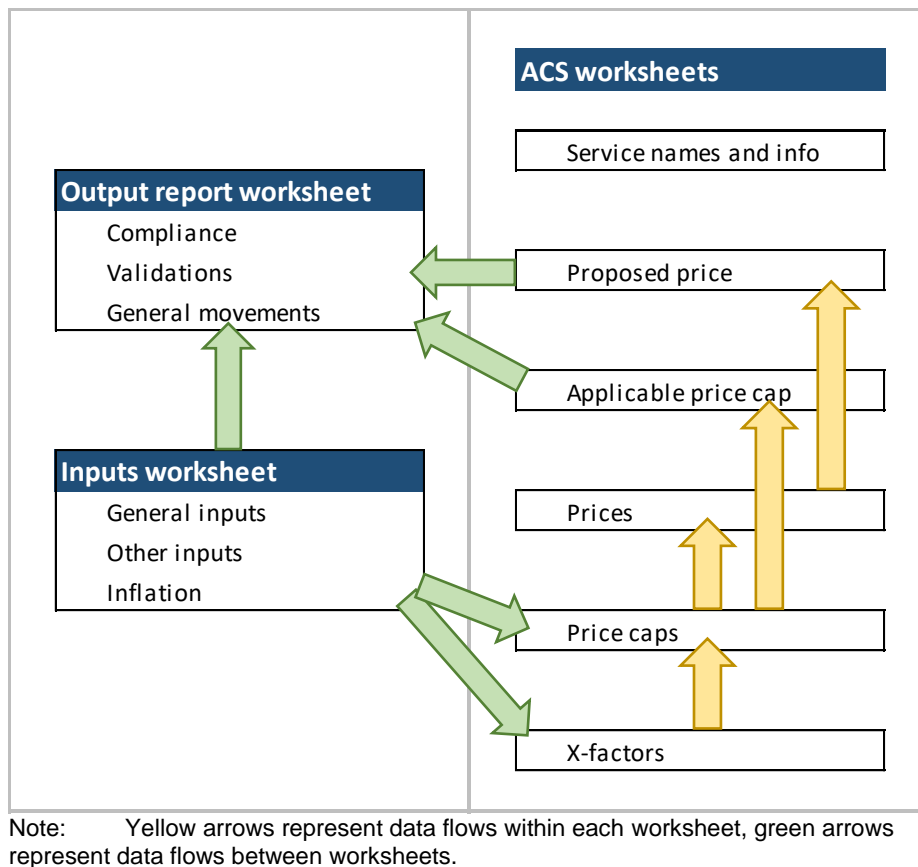 Output report worksheet
Compliance
Validations
General movements
Inputs worksheet
General inputs
Other inputs
Inflation
ACS worksheets
Service names and info
Proposed price
Applicable price cap
Prices
Price caps
X-factors
Note: Yellow arrows represent data flows within each worksheet, green arrows
represent data flows between worksheets.